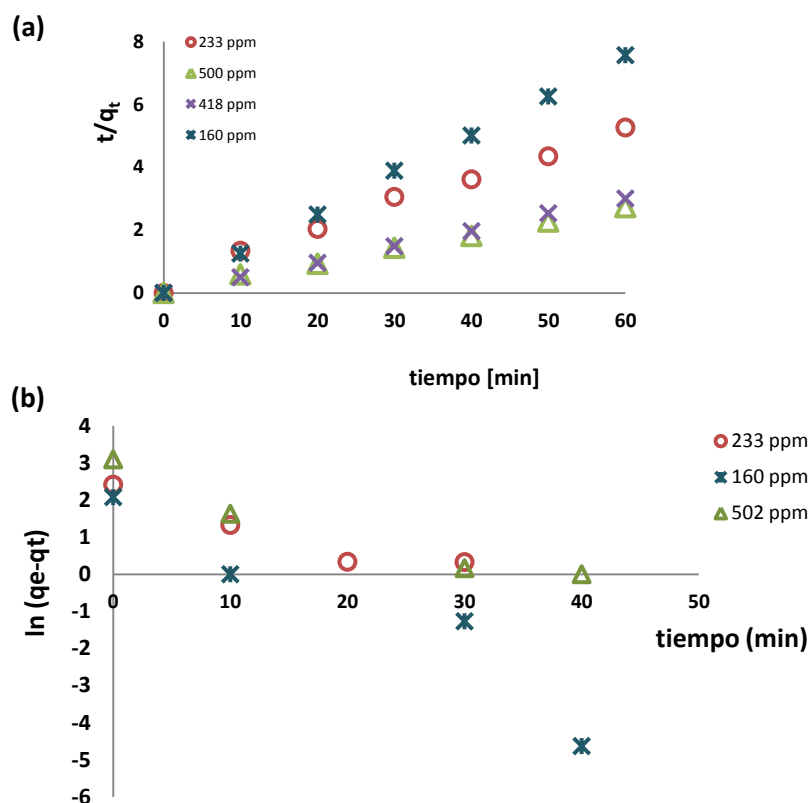 (a)
8
6
4
2
0
t/qt
233 ppm
500 ppm
418 ppm
160 ppm
0 10 20 30 40 50 60
tiempo [min]
(b)
4
3
2
1
0
-1
-2
-3
-4
-5
-6
ln (qe-qt)
233 ppm
160 ppm
502 ppm
0 10 20 30 40 50
tiempo (min)